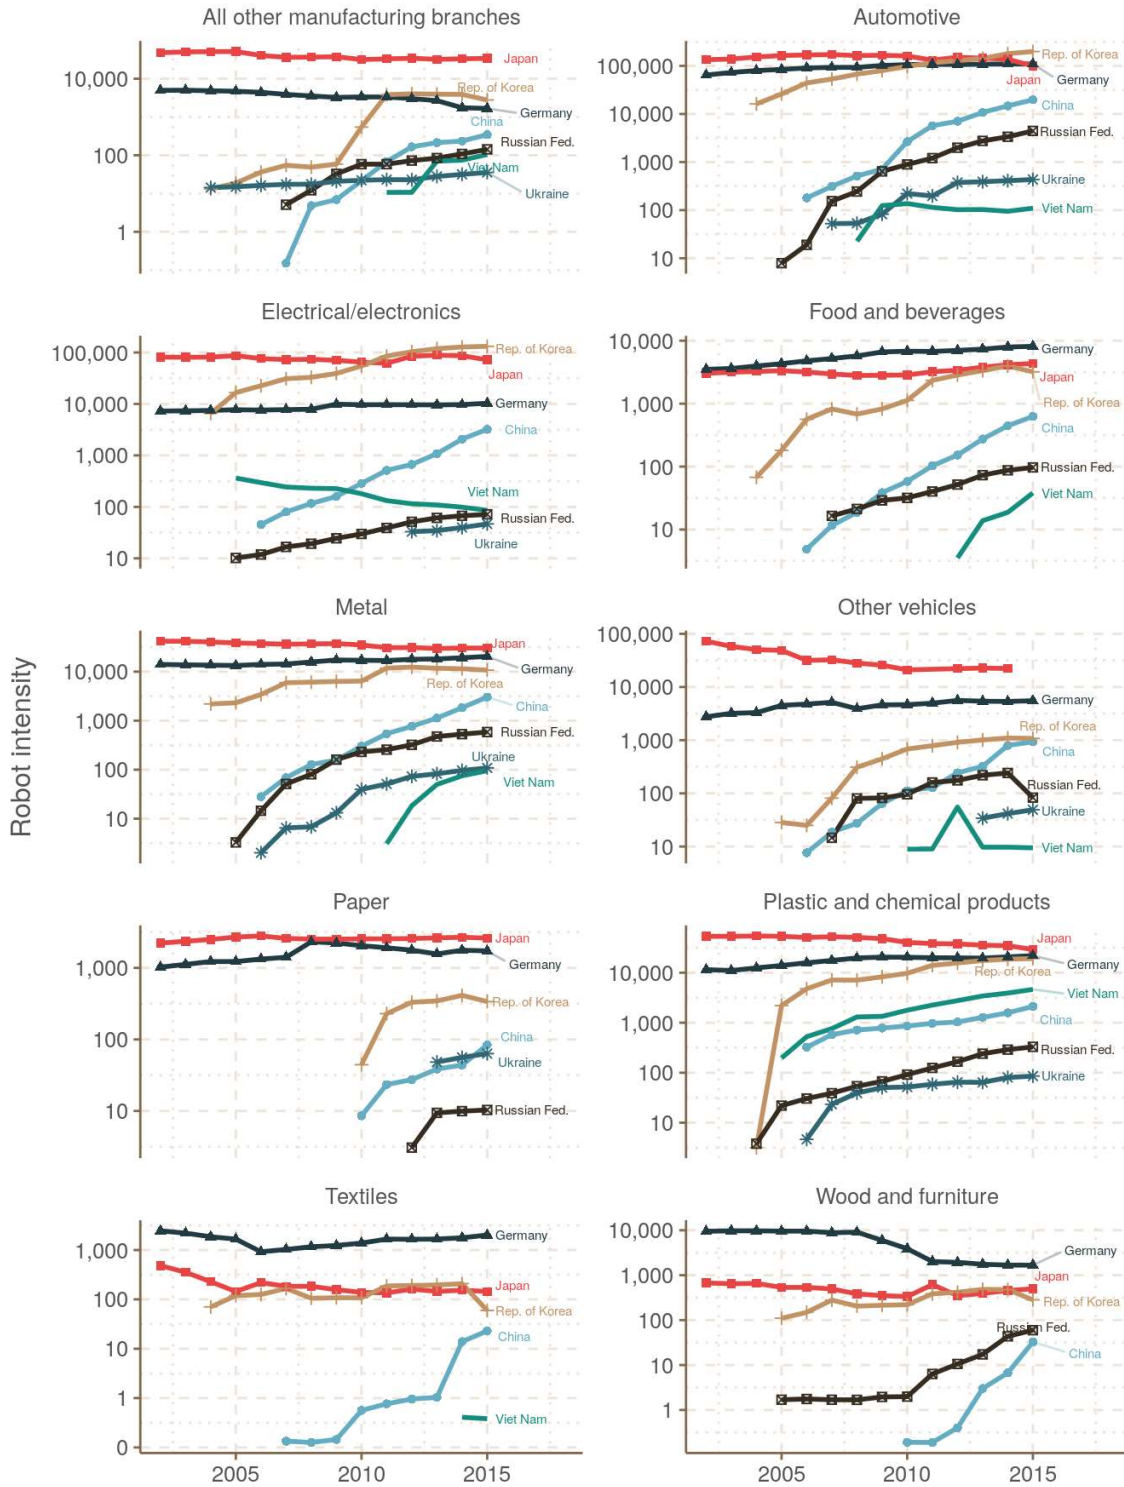 All other manufacturing branches
10,000
100
1
Japan
Rep. of Korea
Germany
China
Russian Fed.
Viet Nam
Ukraine
Automotive
100,000
10,000
1,000
100
10
Rep. of Korea
Japan
Germany
China
Russian Fed.
Ukraine
Viet Nam
Electrical/electronics
100,000
10,000
1,000
100
10
Rep. of Korea
Japan
Germany
China
Viet Nam
Russian Fed.
Ukraine
Food and beverages
10,000
1,000
100
10
Germany
Japan
Rep. of Korea
China
Russian Fed.
Viet Nam
Robot intensity
Metal
10,000
1,000
100
10
Japan
Germany
Rep. of Korea
China
Russian Fed.
Ukraine
Viet Nam
Other vehicles
100,000
10,000
1,000
100
10
Germany
Rep. of Korea
China
Russian Fed.
Ukraine
Viet Nam
Paper
1,000
100
10
Japan
Germany
Rep. of Korea
China
Ukraine
Russian Fed.
Plastic and chemical products
10,000
1,000
100
10
Japan
Germany
Rep. of Korea
Viet Nam
China
Russian Fed.
Ukraine
Textiles
1,000
100
10
1
0
Germany
Japan
Rep. of Korea
China
Viet Nam
2005 2010 2015
Wood and furniture
10,000
1,000
100
10
1
Germany
Japan
Rep. of Korea
Russian Fed.
China
2005 2010 2015